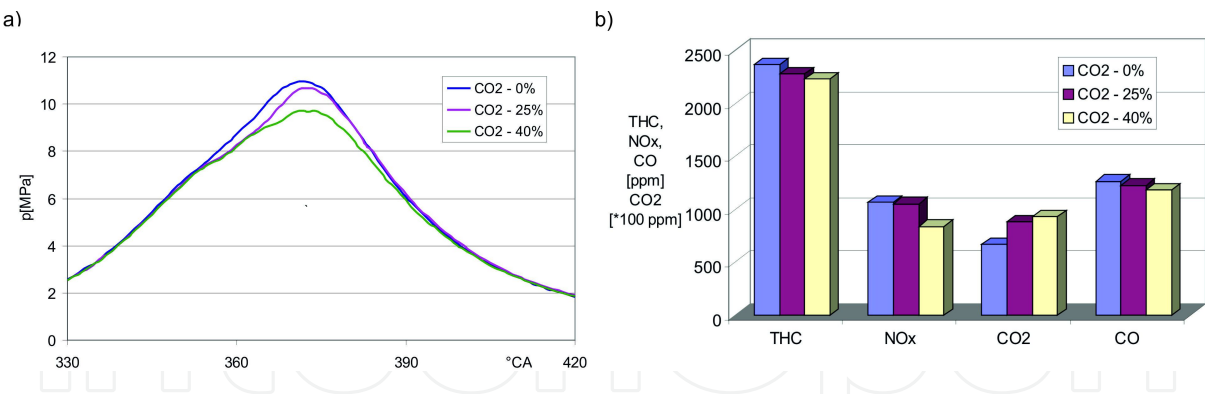 a)
p[MPa]
12
10
8
6
4
2
0
330
360
390
°CA
420
CO2 - 0%
CO2 - 25%
CO2 - 40%
b)
THC,
NOx,
CO
[ppm]
CO2
[*100 ppm]
2500
2000
1500
1000
500
0
THC
NOx
CO2
CO
CO2 - 0%
CO2 - 25%
CO2 - 40%